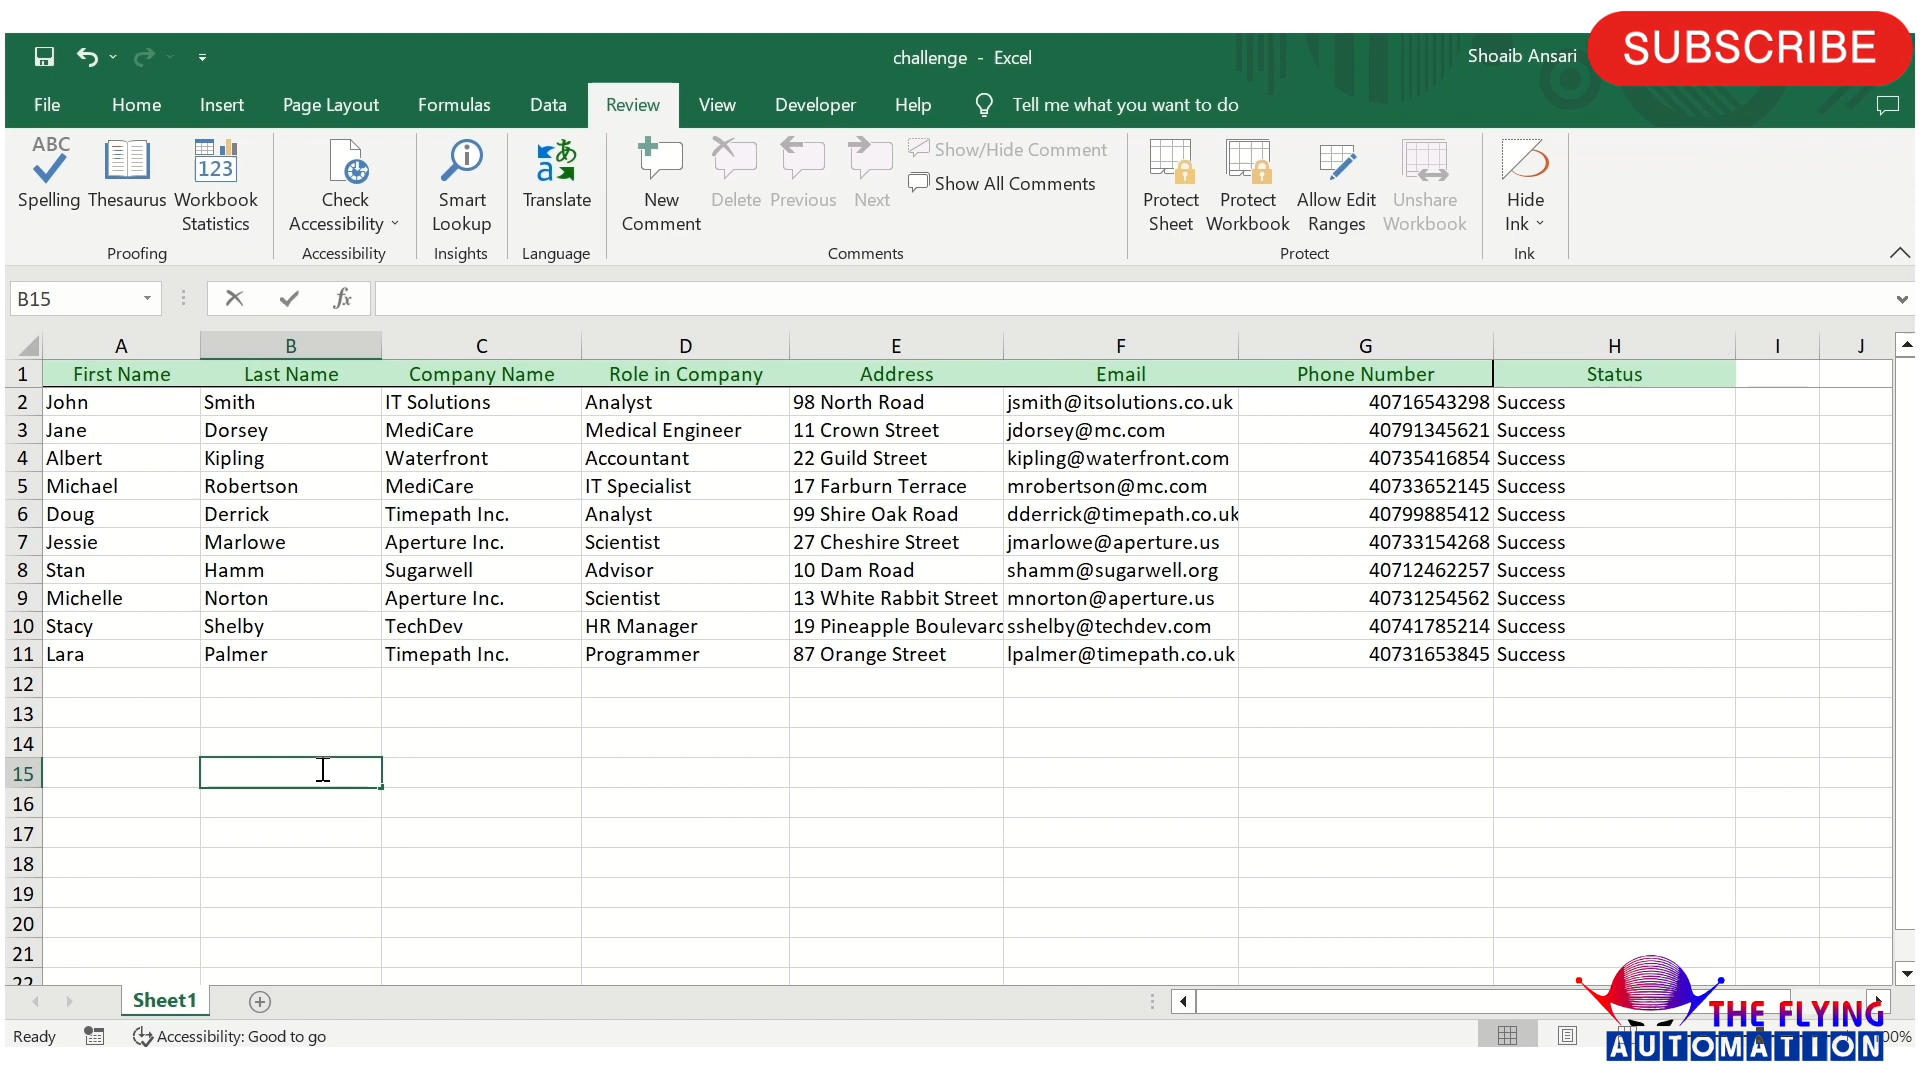 SUBSCRIBE
challenge - Excel
Shoaib Ansari
File Home Insert Page Layout Formulas Data Review View Developer Help Tell me what you want to do
ABC
Spelling
Thesaurus
123
Workbook
Statistics
Check
Accessibility
Smart
Lookup
a
Translate
New
Comment
Delete
Previous
Next
Show/Hide Comment
Show All Comments
Protect
Sheet
Protect
Workbook
Allow Edit
Ranges
Unshare
Workbook
Hide
Ink
Proofing Accessibility Insights Language Comments Protect Ink
B15 fx
A B C D E F G H I J
1 First Name Last Name Company Name Role in Company Address Email Phone Number Status
2 John Smith IT Solutions Analyst 98 North Road jsmith@itsolutions.co.uk 40716543298 Success
3 Jane Dorsey MediCare Medical Engineer 11 Crown Street jdorsey@mc.com 40791345621 Success
4 Albert Kipling Waterfront Accountant 22 Guild Street kipling@waterfront.com 40735416854 Success
5 Michael Robertson MediCare IT Specialist 17 Farburn Terrace mrobertson@mc.com 40733652145 Success
6 Doug Derrick Timepath Inc. Analyst 99 Shire Oak Road dderrick@timepath.co.uk 40799885412 Success
7 Jessie Marlowe Aperture Inc. Scientist 27 Cheshire Street jmarlowe@aperture.us 40733154268 Success
8 Stan Hamm Sugarwell Advisor 10 Dam Road shamm@sugarwell.org 40712462257 Success
9 Michelle Norton Aperture Inc. Scientist 13 White Rabbit Street mnorton@aperture.us 40731254562 Success
10 Stacy Shelby TechDev HR Manager 19 Pineapple Boulevard sshelby@techdev.com 40741785214 Success
11 Lara Palmer Timepath Inc. Programmer 87 Orange Street lpalmer@timepath.co.uk 40731653845 Success
12
13
14
15
16
17
18
19
20
21
22
Sheet1
Ready Accessibility: Good to go
THE FLYING
AUTOMATION